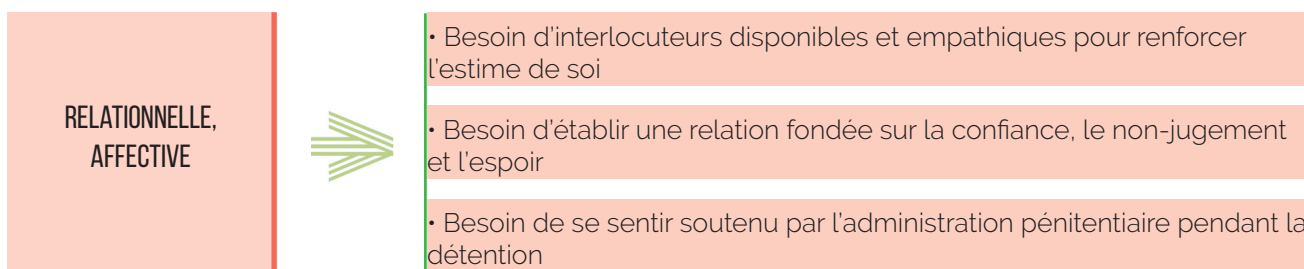 RELATIONNELLE,
AFFECTIVE
• Besoin d'interlocuteurs disponibles et empathiques pour renforcer
l'estime de soi
• Besoin d'établir une relation fondée sur la confiance, le non-jugement
et l'espoir
• Besoin de se sentir soutenu par l'administration pénitentiaire pendant la
détention